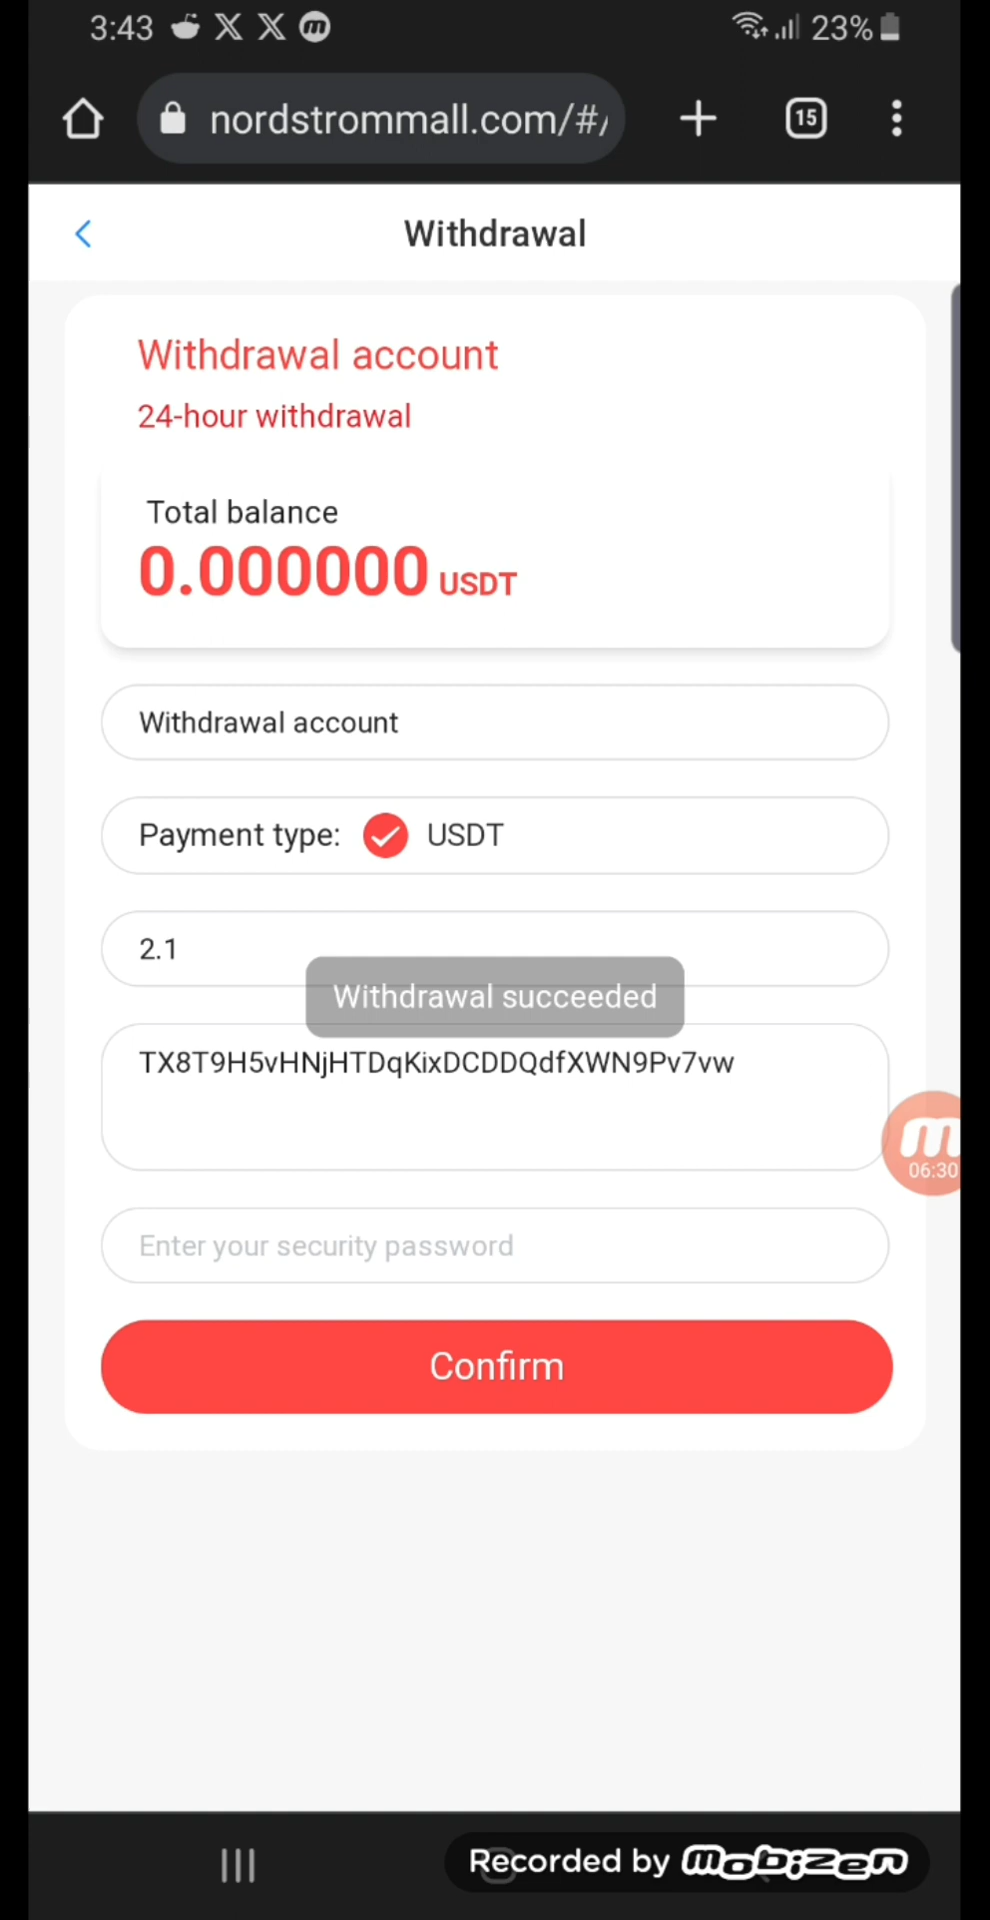 3:43
23%
nordstrommall.com/#/
15
Withdrawal
Withdrawal account
24-hour withdrawal
Total balance
0.000000 USDT
Withdrawal account
Payment type: USDT
2.1
Withdrawal succeeded
TX8T9H5vHNjHTDqKixDCDDQdfXWN9Pv7vw
m
06:30
Enter your security password
Confirm
Recorded by mobizen